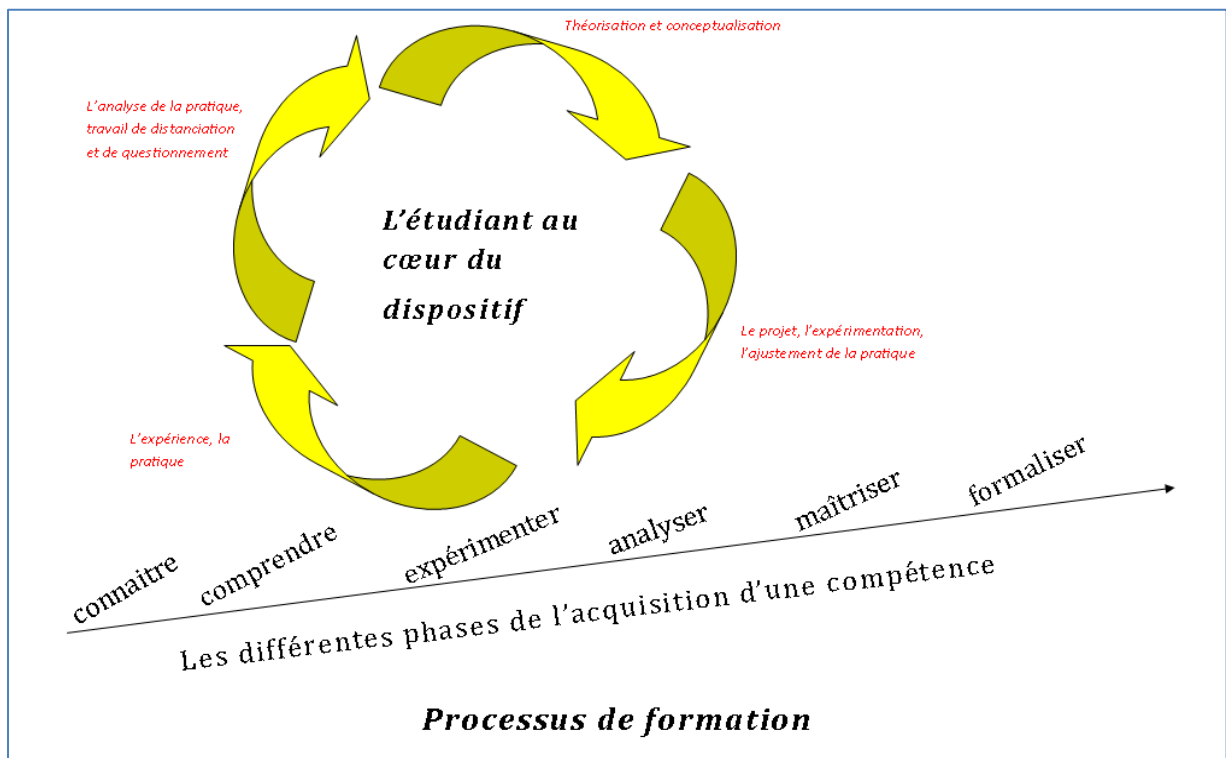 Théorisation et conceptualisation
L'analyse de la pratique,
travail de distanciation
et de questionnement
L'étudiant au
cœur du
dispositif
Le projet, l'expérimentation,
l'ajustement de la pratique
L'expérience, la
pratique
connaitre
comprendre
expérimenter
analyser
maîtriser
formaliser
Les différentes phases de l'acquisition d'une compétence
Processus de formation